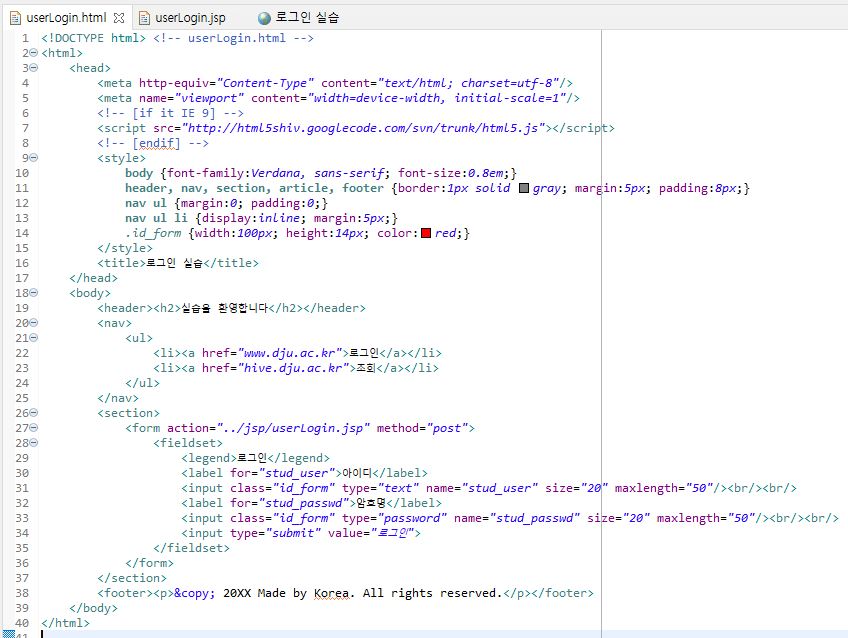 userLogin.html userLogin.jsp 로그인 실습
1 <!DOCTYPE html> <!-- userLogin.html -->
2 <html>
3 <head>
4 <meta http-equiv="Content-Type" content="text/html; charset=utf-8"/>
5 <meta name="viewport" content="width=device-width, initial-scale=1"/>
6 <!-- [if it IE 9] -->
7 <script src="http://html5shiv.googlecode.com/svn/trunk/html5.js"></script>
8 <!-- [endif] -->
9 <style>
10 body {font-family:Verdana, sans-serif; font-size:0.8em;}
11 header, nav, section, article, footer {border:1px solid gray; margin:5px; padding:8px;}
12 nav ul {margin:0; padding:0;}
13 nav ul li {display:inline; margin:5px;}
14 .id_form {width:100px; height:14px; color:red;}
15 </style>
16 <title>로그인 실습</title>
17 </head>
18 <body>
19 <header><h2>실습을 환영합니다</h2></header>
20 <nav>
21 <ul>
22 <li><a href="www.dju.ac.kr">로그인</a></li>
23 <li><a href="hive.dju.ac.kr">조회</a></li>
24 </ul>
25 </nav>
26 <section>
27 <form action="../jsp/userLogin.jsp" method="post">
28 <fieldset>
29 <legend>로그인</legend>
30 <label for="stud_user">아이디</label>
31 <input class="id_form" type="text" name="stud_user" size="20" maxlength="50"/><br/><br/>
32 <label for="stud_passwd">암호명</label>
33 <input class="id_form" type="password" name="stud_passwd" size="20" maxlength="50"/><br/><br/>
34 <input type="submit" value="로그인">
35 </fieldset>
36 </form>
37 </section>
38 <footer><p>&copy; 20XX Made by Korea. All rights reserved.</p></footer>
39 </body>
40 </html>
41